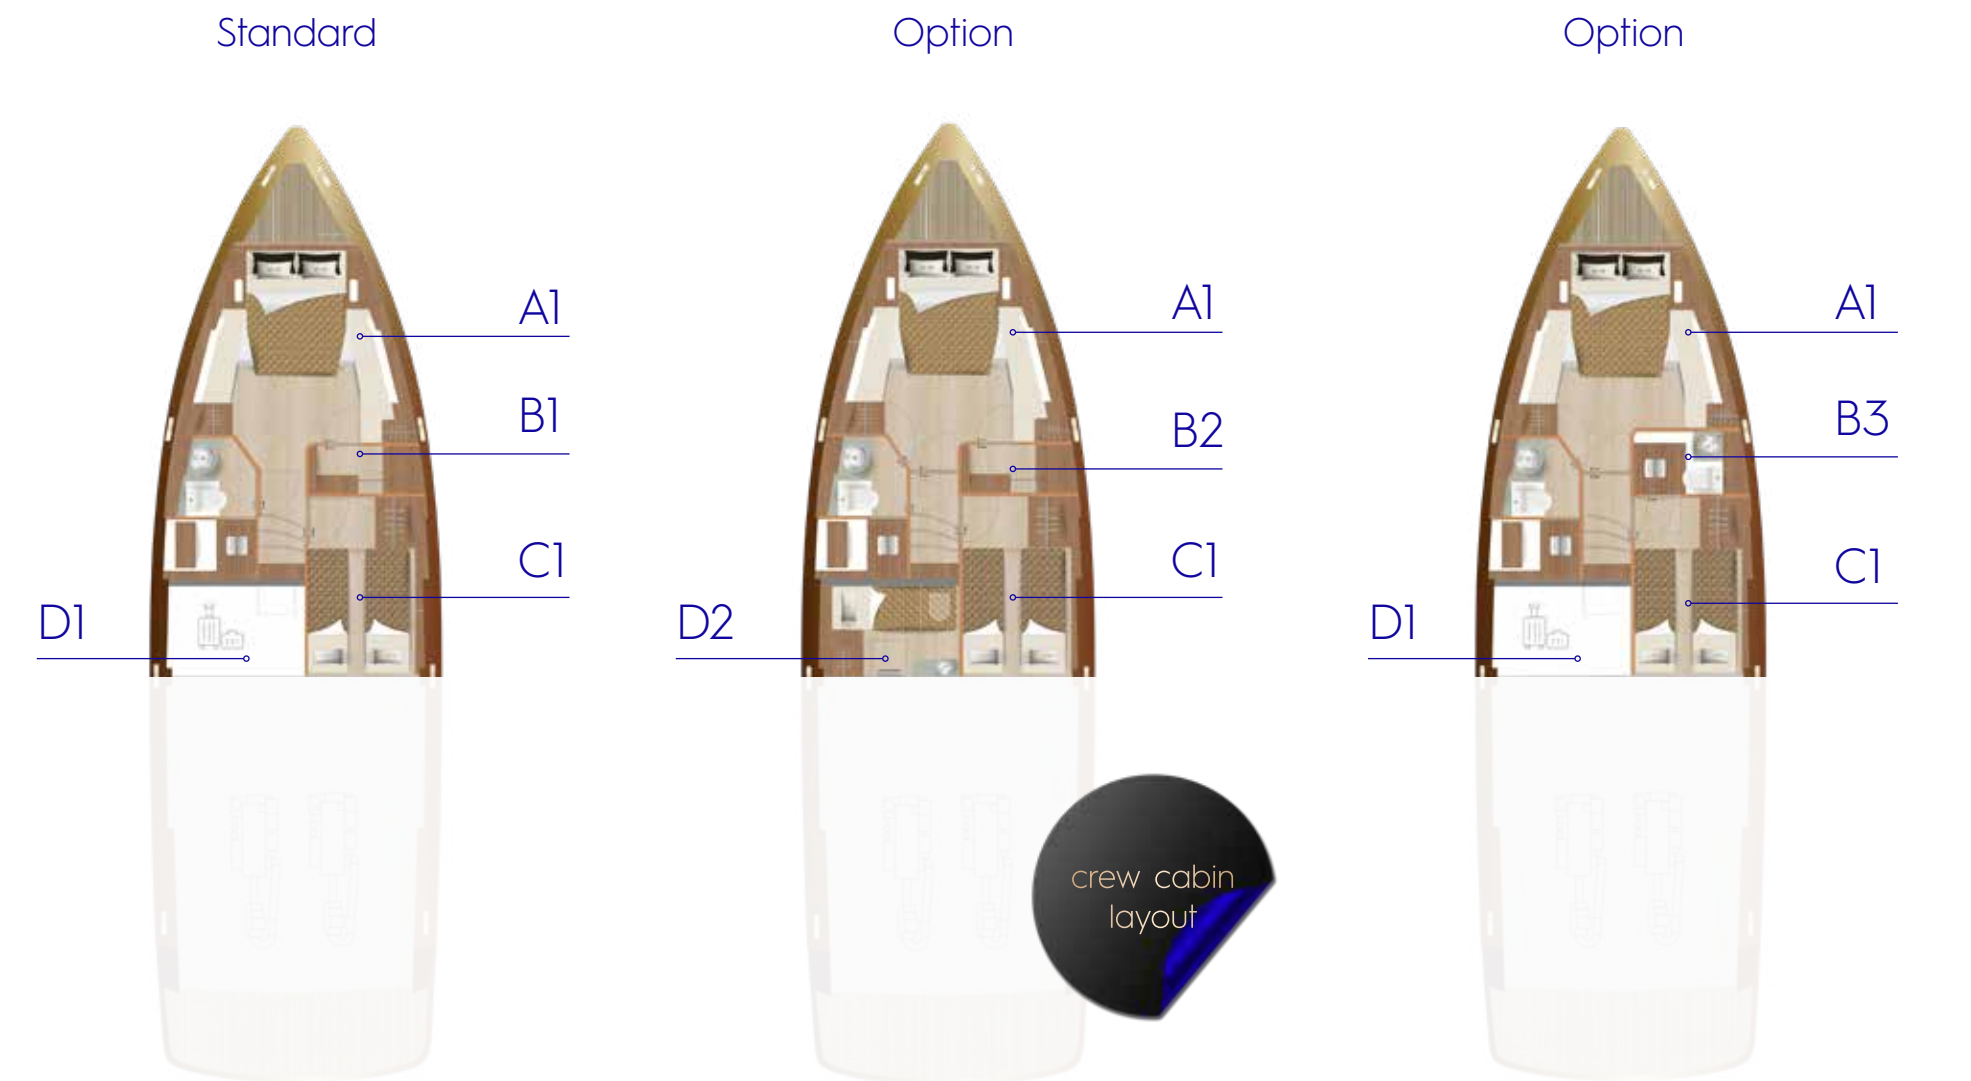 Standard
Option
Option
A1
B1
C1
D1
A1
B2
C1
D2
A1
B3
C1
D1
crew cabin
layout